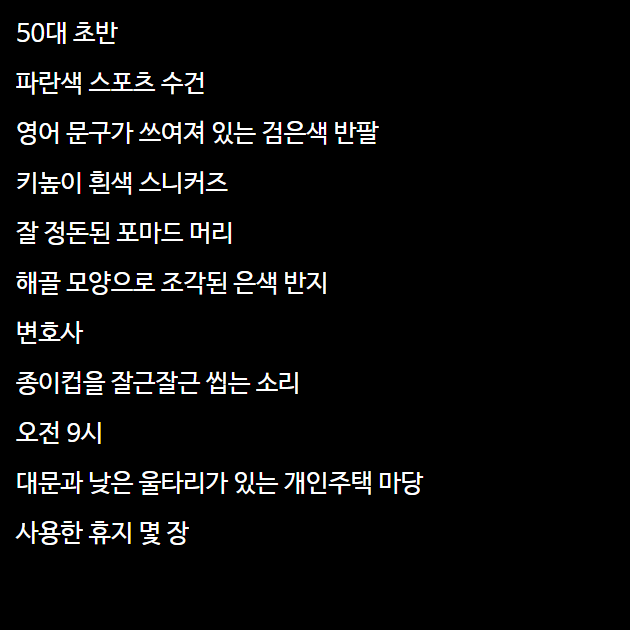 50대 초반
파란색 스포츠 수건
영어 문구가 쓰여져 있는 검은색 반팔
키높이 흰색 스니커즈
잘 정돈된 포마드 머리
해골 모양으로 조각된 은색 반지
변호사
종이컵을 잘근잘근 씹는 소리
오전 9시
대문과 낮은 울타리가 있는 개인주택 마당
사용한 휴지 몇 장